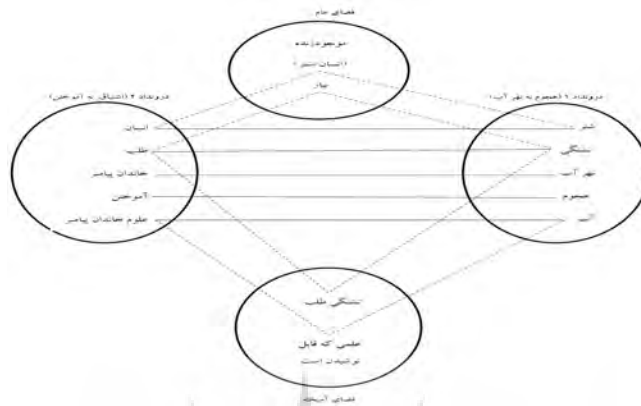 فضای عام
موجود زنده
(انسان/شتر)
نیاز
درونداد ۲ (اشتیاق به آموختن)
درونداد ۱ (هجوم به نهر آب)
انسان
شتر
طلب
تشنگی
خاندان پیامبر
نهر آب
آموختن
هجوم
علوم خاندان پیامبر
آب
تشنگی طلب
علمی که قابل
نوشیدن است
فضای آمیخته